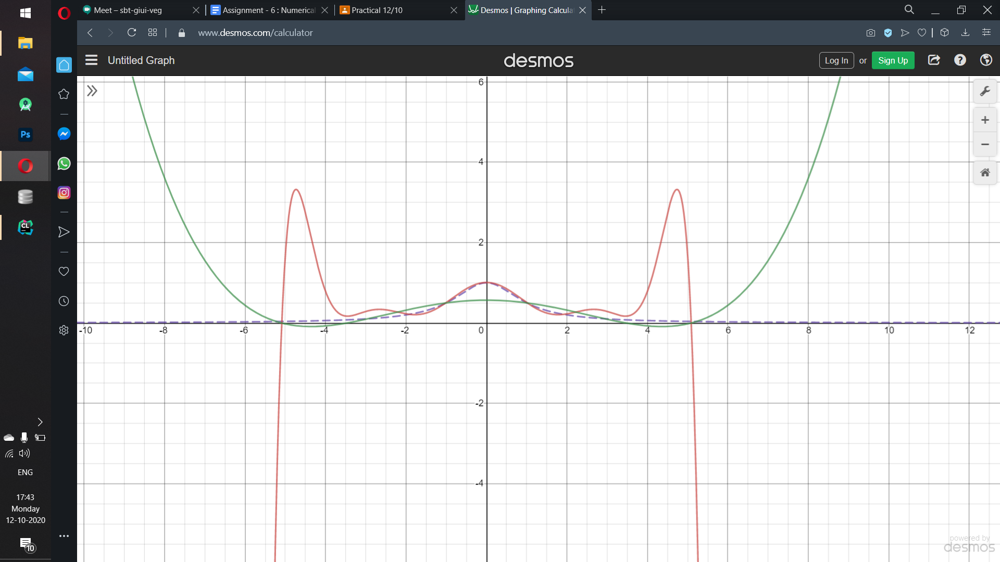 Meet – sbt-giui-veg
Assignment - 6 : Numerical
Practical 12/10
Desmos | Graphing Calcula
www.desmos.com/calculator
Untitled Graph
desmos
Log In or Sign Up
6
4
2
-10 -8 -6 -4 -2 0 2 4 6 8 10 12
-2
-4
Ps
CL
ENG
17:43
Monday
12-10-2020
10
powered by
desmos